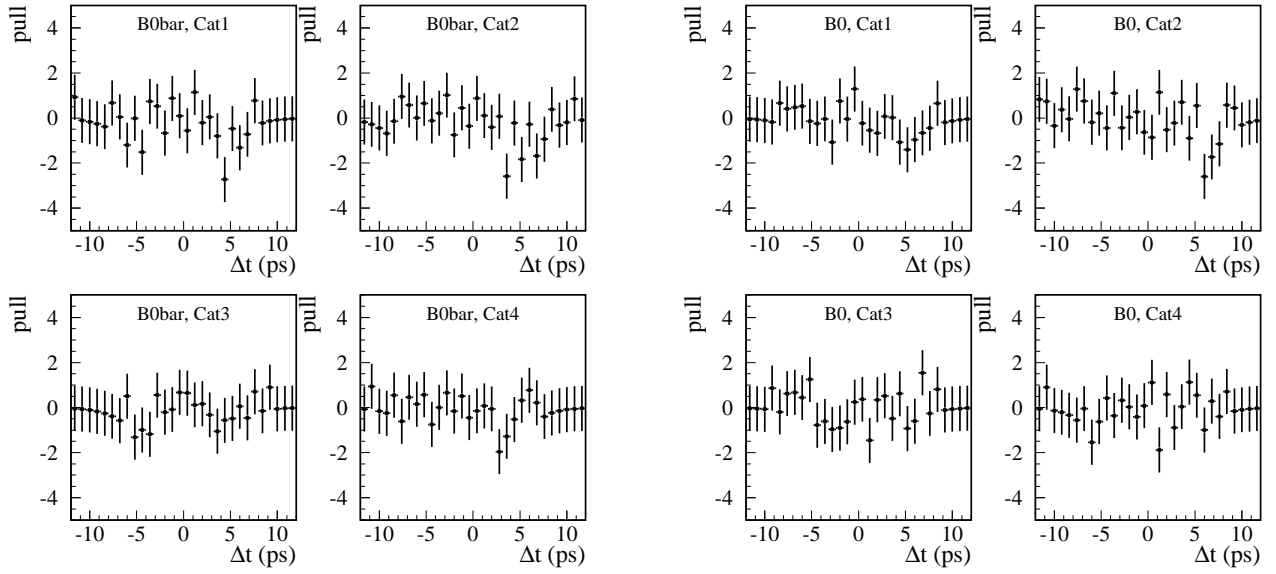 pull
B0bar, Cat1
4
2
0
-2
-4
-10 -5 0 5 10
Δt (ps)
pull
B0bar, Cat2
4
2
0
-2
-4
-10 -5 0 5 10
Δt (ps)
pull
B0, Cat1
4
2
0
-2
-4
-10 -5 0 5 10
Δt (ps)
pull
B0, Cat2
4
2
0
-2
-4
-10 -5 0 5 10
Δt (ps)
pull
B0bar, Cat3
4
2
0
-2
-4
-10 -5 0 5 10
Δt (ps)
pull
B0bar, Cat4
4
2
0
-2
-4
-10 -5 0 5 10
Δt (ps)
pull
B0, Cat3
4
2
0
-2
-4
-10 -5 0 5 10
Δt (ps)
pull
B0, Cat4
4
2
0
-2
-4
-10 -5 0 5 10
Δt (ps)